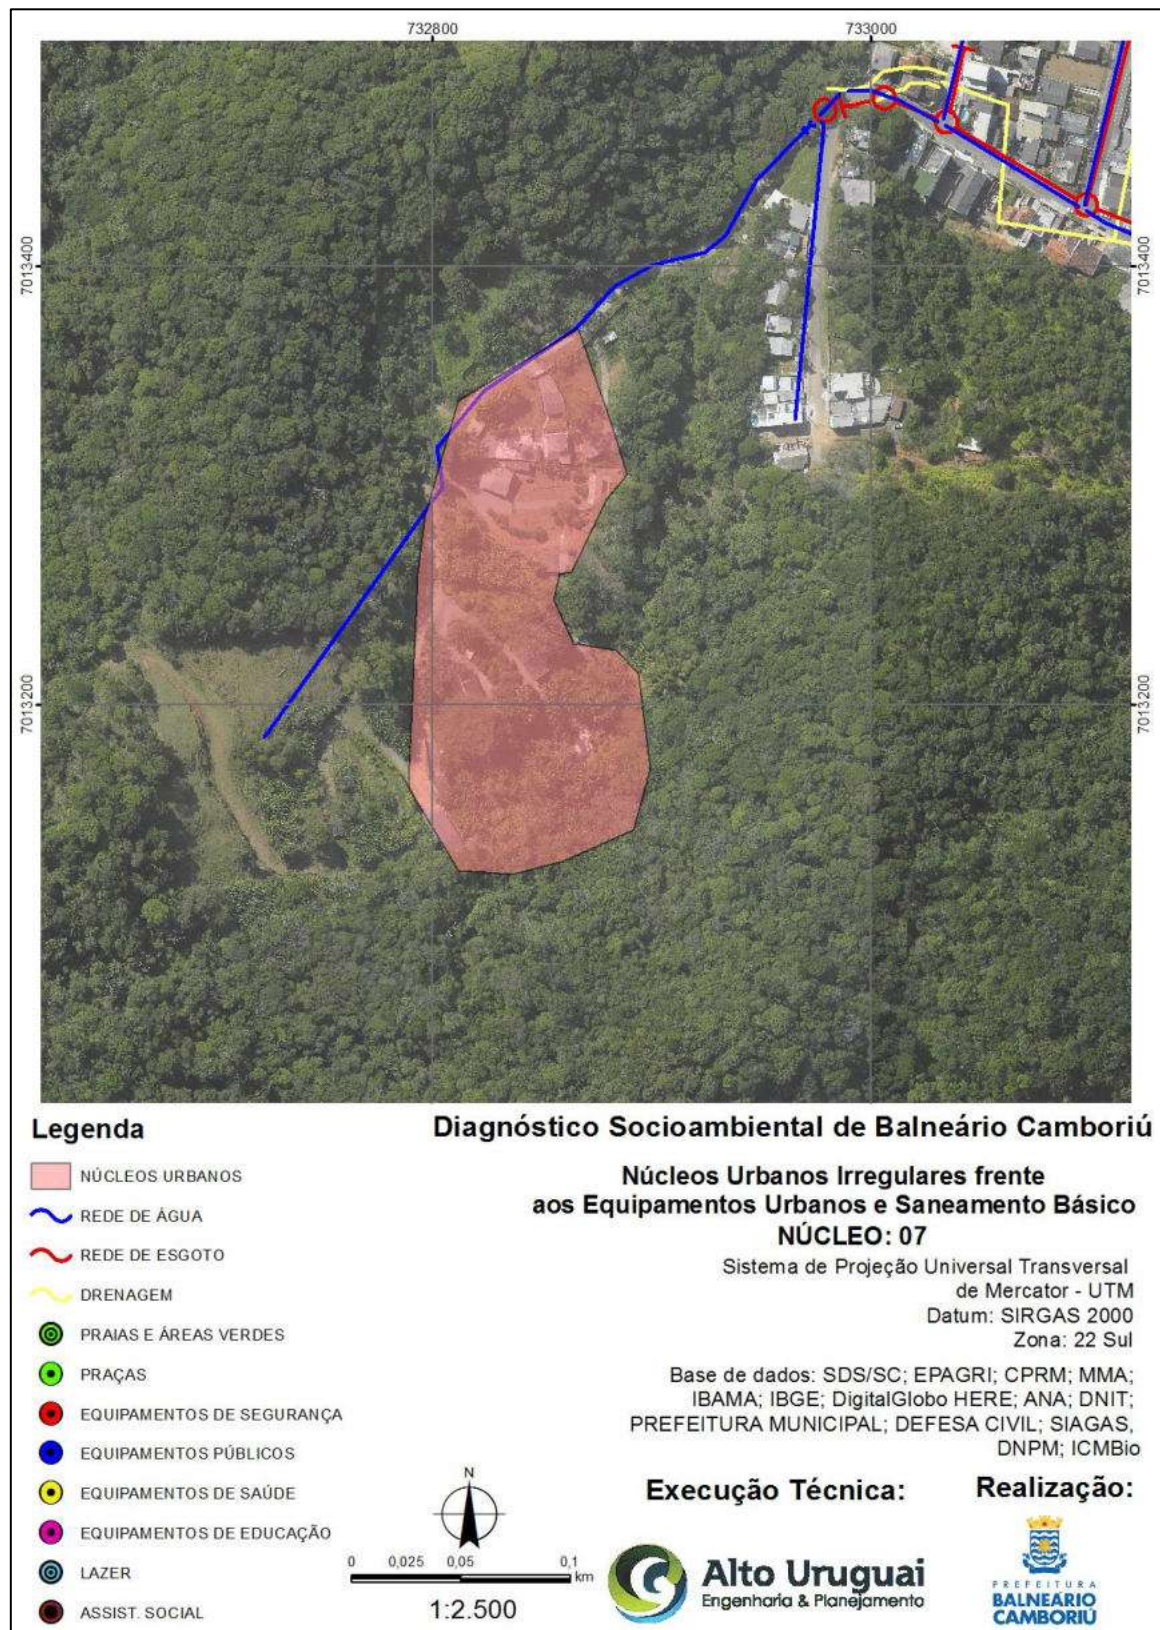 732800
733000
7013400
7013400
7013200
7013200
Legenda
NÚCLEOS URBANOS
REDE DE ÁGUA
REDE DE ESGOTO
DRENAGEM
PRAIAS E ÁREAS VERDES
PRAÇAS
EQUIPAMENTOS DE SEGURANÇA
EQUIPAMENTOS PÚBLICOS
EQUIPAMENTOS DE SAÚDE
EQUIPAMENTOS DE EDUCAÇÃO
LAZER
ASSIST. SOCIAL
Diagnóstico Socioambiental de Balneário Camboriú
Núcleos Urbanos Irregulares frente
aos Equipamentos Urbanos e Saneamento Básico
NÚCLEO: 07
Sistema de Projeção Universal Transversal
de Mercator - UTM
Datum: SIRGAS 2000
Zona: 22 Sul
Base de dados: SDS/SC; EPAGRI; CPRM; MMA;
IBAMA; IBGE; DigitalGlobo HERE; ANA; DNIT;
PREFEITURA MUNICIPAL; DEFESA CIVIL; SIAGAS,
DNPM; ICMBio
N
0 0,025 0,05 0,1
km
1:2.500
Execução Técnica:
Alto Uruguai
Engenharia & Planejamento
Realização:
PREFEITURA
BALNEÁRIO
CAMBORIÚ